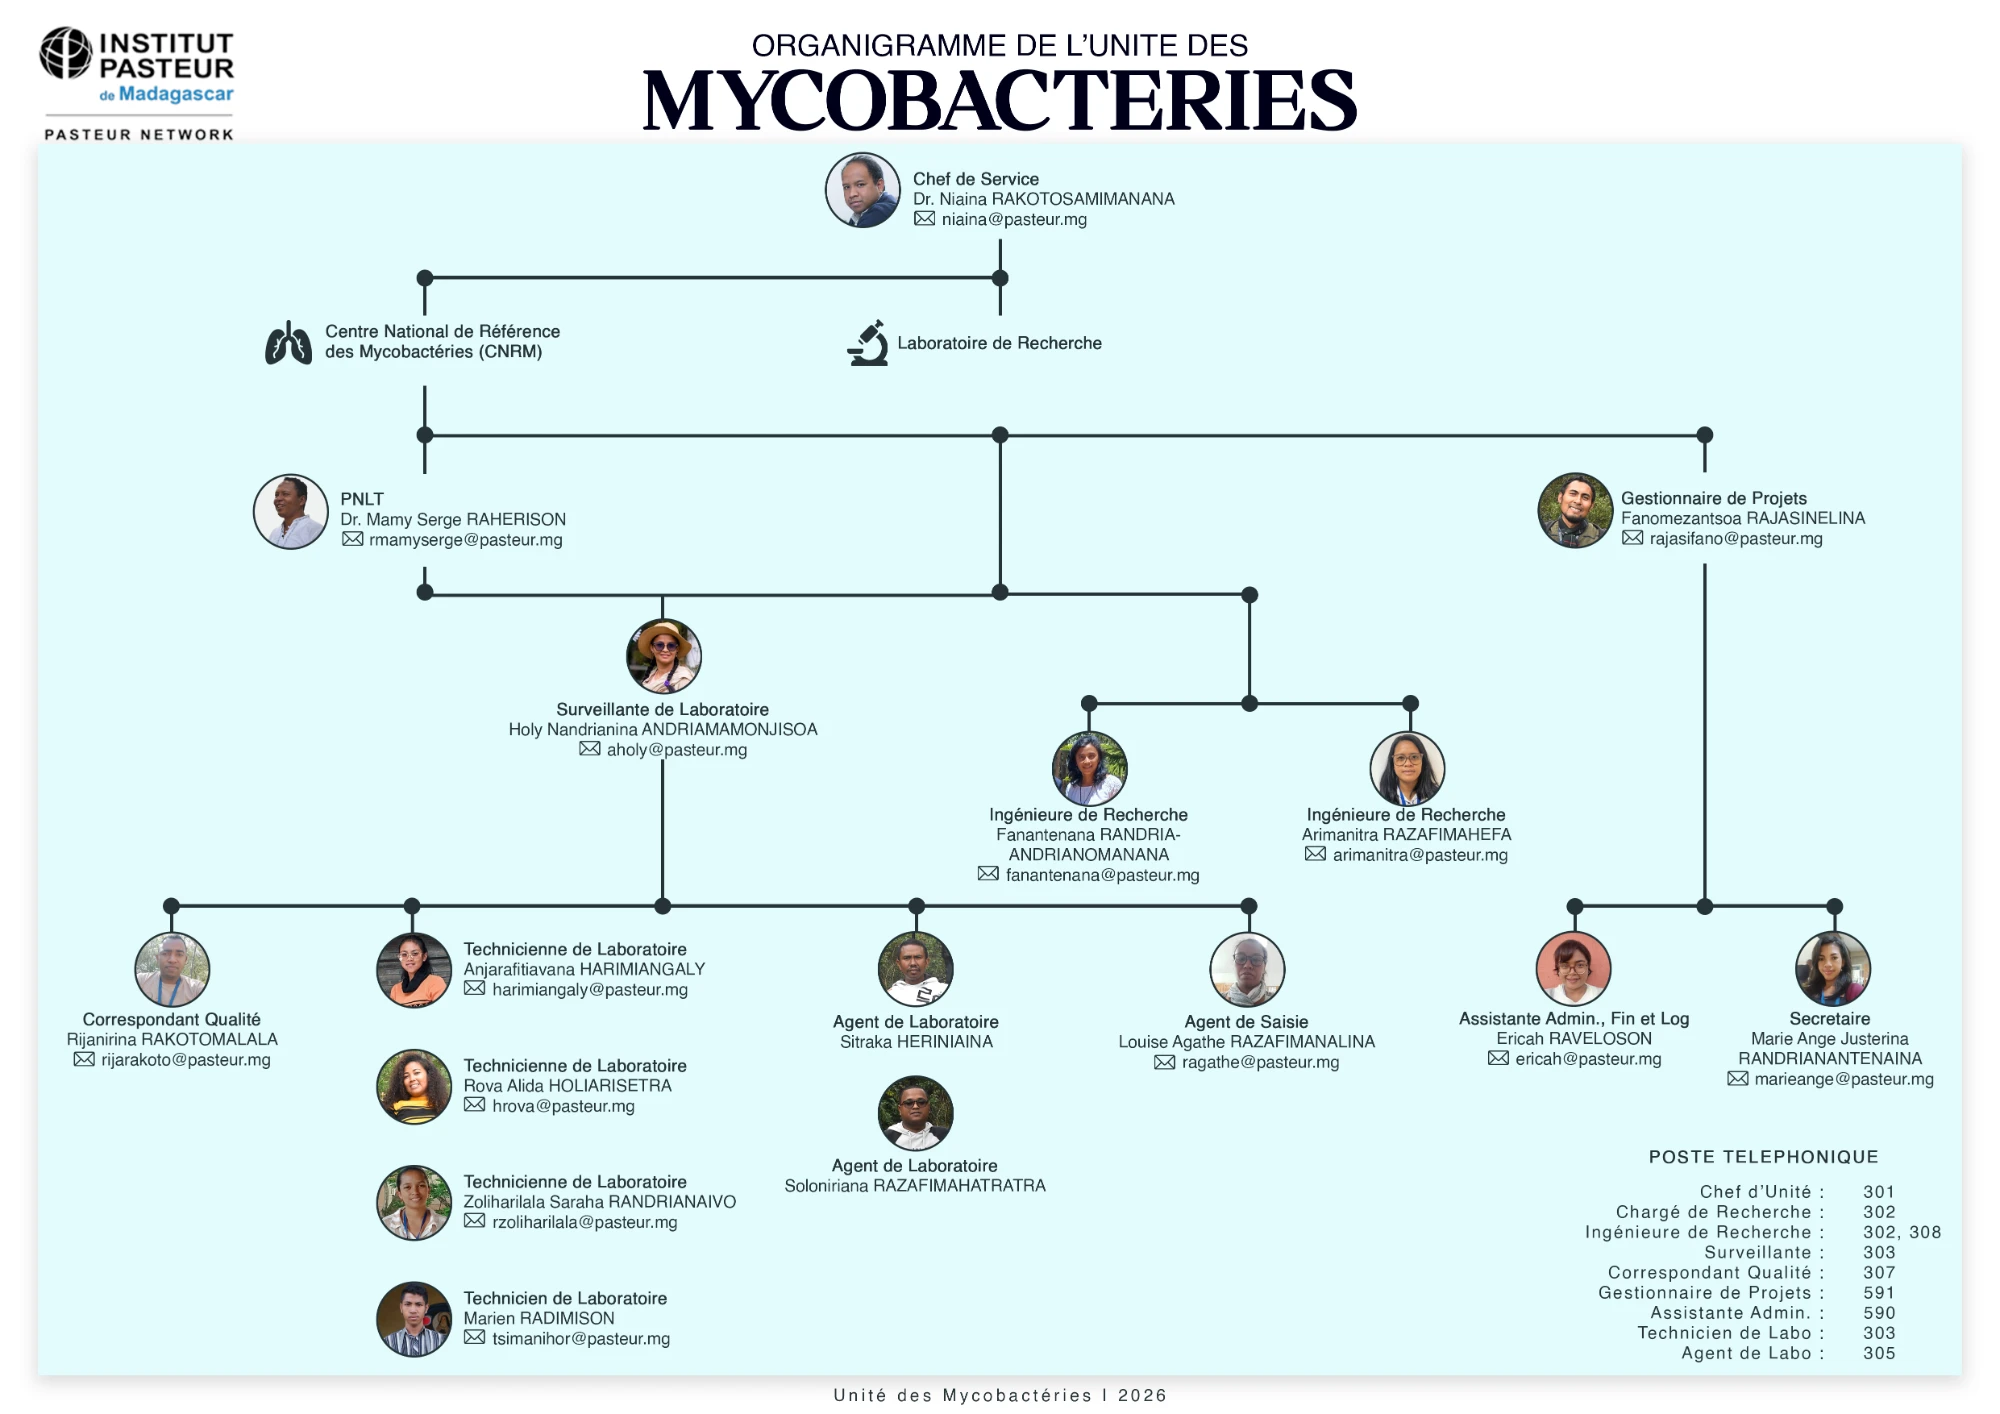 INSTITUT
PASTEUR
de Madagascar
PASTEUR NETWORK
ORGANIGRAMME DE L’UNITE DES
MYCOBACTERIES
Chef de Service
Dr. Niaina RAKOTOSAMIMANANA
niaina@pasteur.mg
Centre National de Référence
des Mycobactéries (CNRM)
Laboratoire de Recherche
PNLT
Dr. Mamy Serge RAHERISON
rmamyserge@pasteur.mg
Gestionnaire de Projets
Fanomezantsoa RAJASINELINA
rajasifano@pasteur.mg
Surveillante de Laboratoire
Holy Nandrianina ANDRIAMAMONJISOA
aholy@pasteur.mg
Ingénieure de Recherche
Fanantenana RANDRIA-
ANDRIANOMANANA
fanantenana@pasteur.mg
Ingénieure de Recherche
Arimanitra RAZAFIMAHEFA
arimanitra@pasteur.mg
Correspondant Qualité
Rijanirina RAKOTOMALALA
rijarakoto@pasteur.mg
Technicienne de Laboratoire
Anjarafitiavana HARIMIANGALY
harimiangaly@pasteur.mg
Technicienne de Laboratoire
Rova Alida HOLIARISETRA
hrova@pasteur.mg
Technicienne de Laboratoire
Zoliharilala Saraha RANDRIANAIVO
rzoliharilala@pasteur.mg
Technicien de Laboratoire
Marien RADIMISON
tsimanihor@pasteur.mg
Agent de Laboratoire
Sitraka HERINIAINA
Agent de Laboratoire
Soloniriana RAZAFIMAHATRATRA
Agent de Saisie
Louise Agathe RAZAFIMANALINA
ragathe@pasteur.mg
Assistante Admin., Fin et Log
Ericah RAVELOSON
ericah@pasteur.mg
Secretaire
Marie Ange Justerina
RANDRIANANTENAINA
marieange@pasteur.mg
POSTE TELEPHONIQUE
Chef d’Unité : 301
Chargé de Recherche : 302
Ingénieure de Recherche : 302, 308
Surveillante : 303
Correspondant Qualité : 307
Gestionnaire de Projets : 591
Assistante Admin. : 590
Technicien de Labo : 303
Agent de Labo : 305
Unité des Mycobactéries I 2026